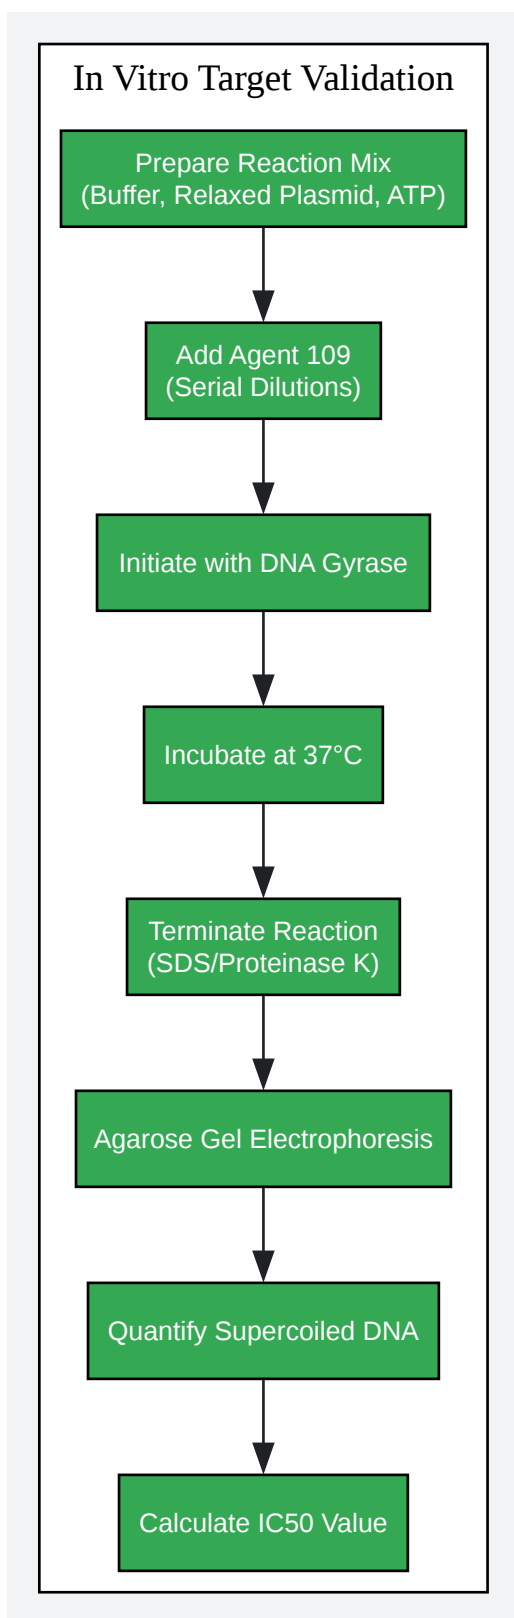 In Vitro Target Validation
Prepare Reaction Mix
(Buffer, Relaxed Plasmid, ATP)
Add Agent 109
(Serial Dilutions)
Initiate with DNA Gyrase
Incubate at 37°C
Terminate Reaction
(SDS/Proteinase K)
Agarose Gel Electrophoresis
Quantify Supercoiled DNA
Calculate IC50 Value